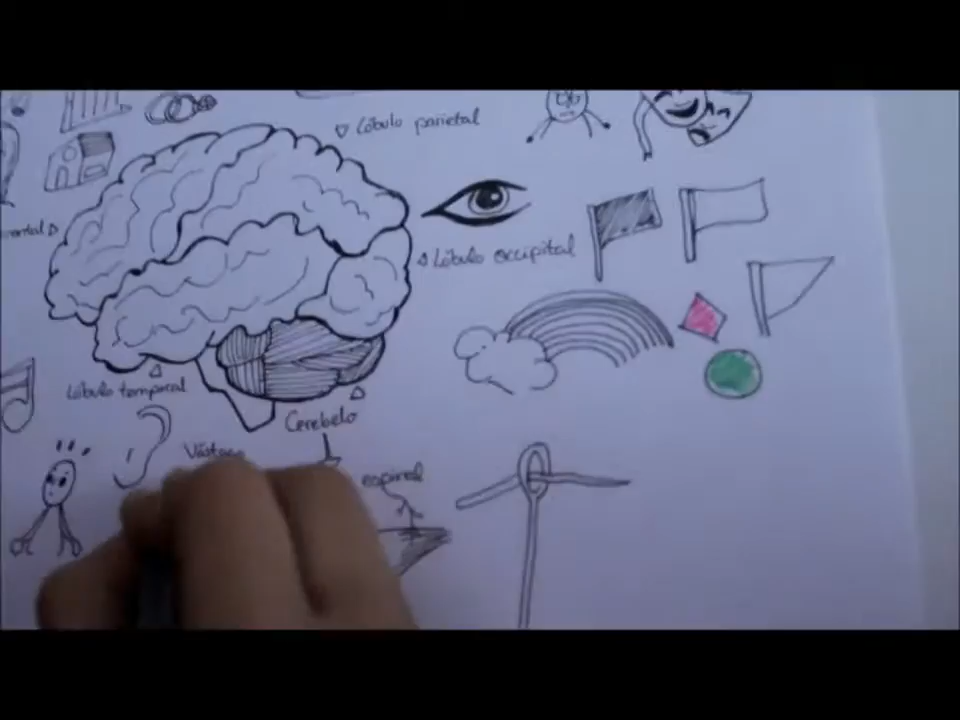 Lóbulo parietal
Lóbulo occipital
Lóbulo temporal
Cerebelo
espinal